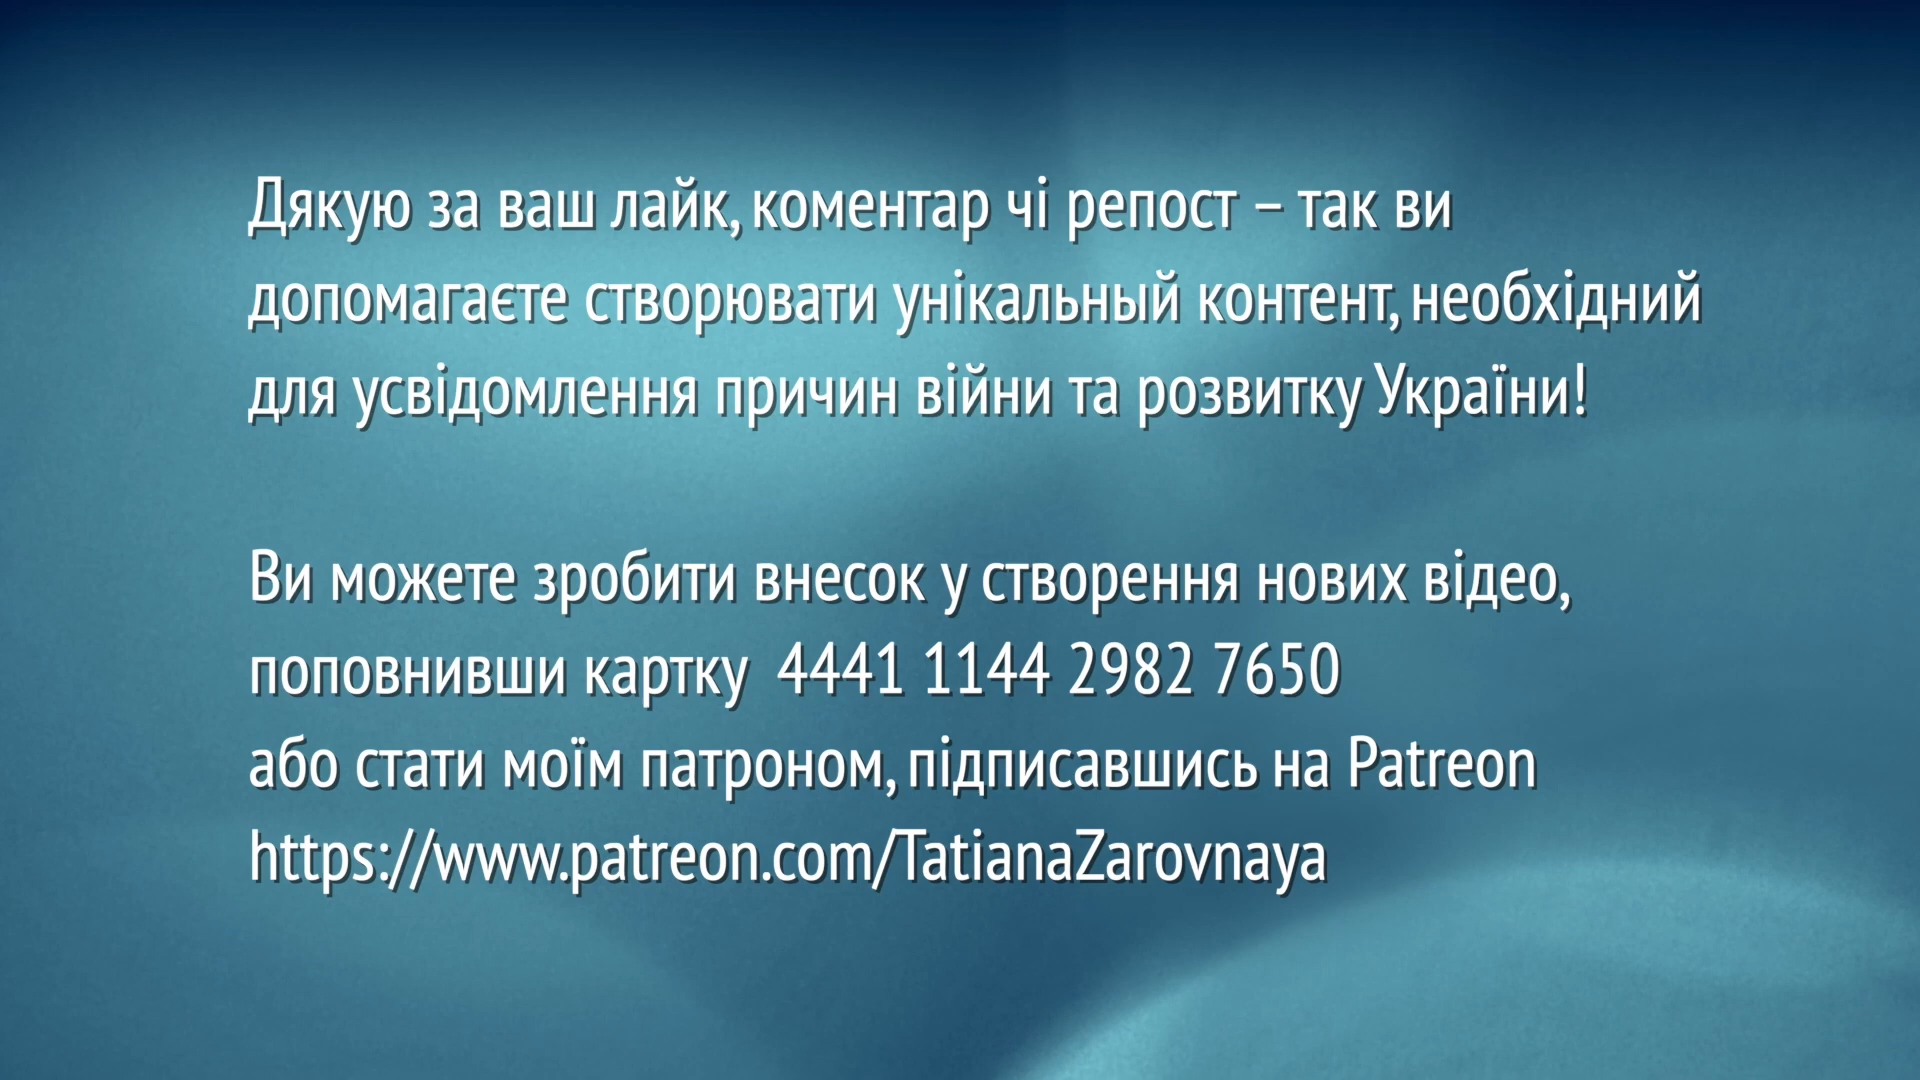 Дякую за ваш лайк, коментар чі репост – так ви
допомагаєте створювати унікальный контент, необхідний
для усвідомлення причин війни та розвитку України!
Ви можете зробити внесок у створення нових відео,
поповнивши картку 4441 1144 2982 7650
або стати моїм патроном, підписавшись на Patreon
https://www.patreon.com/TatianaZarovnaya